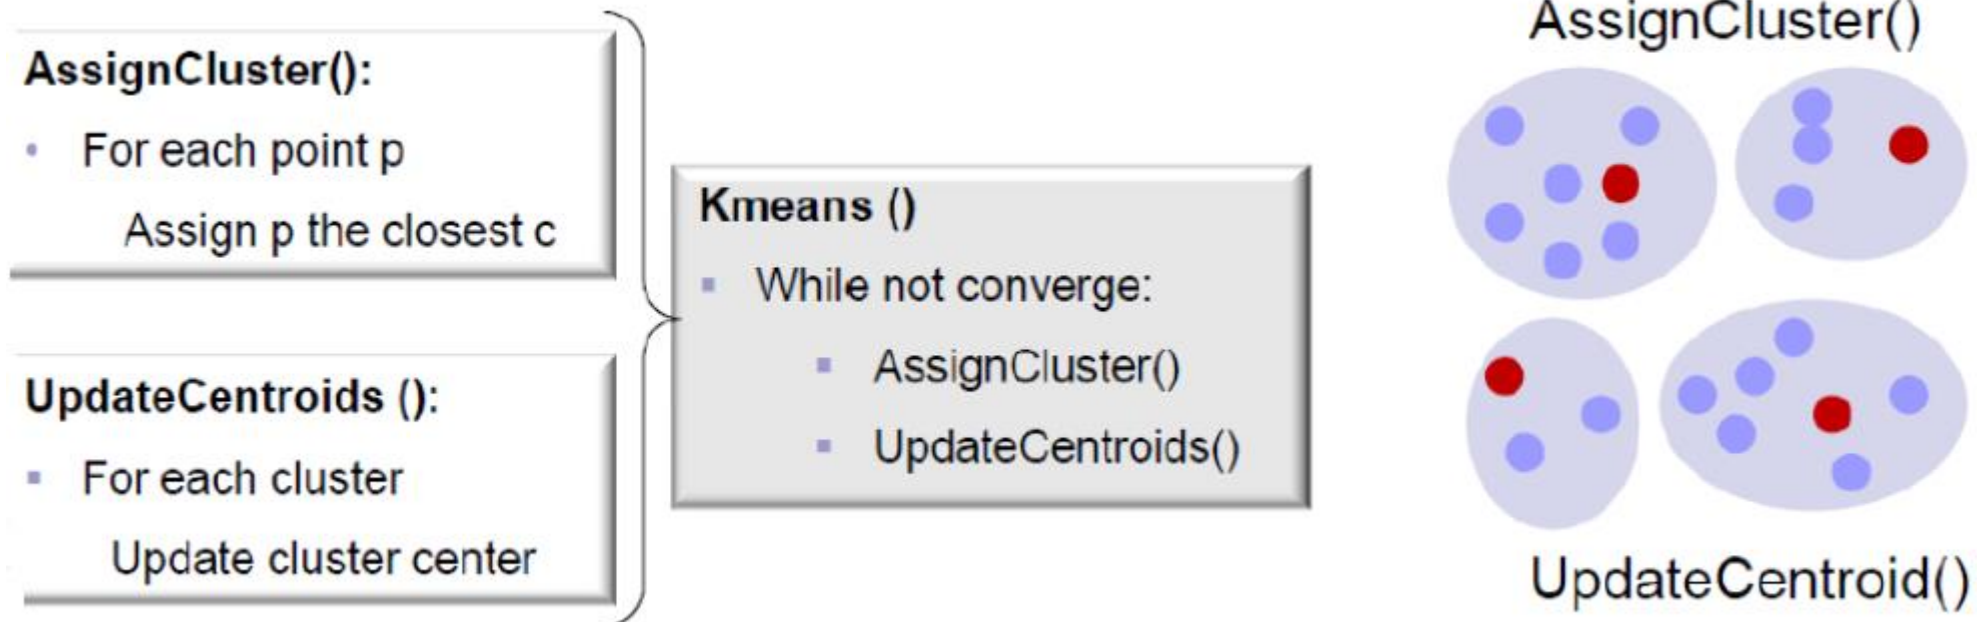 AssignCluster():
• For each point p
Assign p the closest c
UpdateCentroids ():
▪ For each cluster
Update cluster center
Kmeans ()
▪ While not converge:
▪ AssignCluster()
▪ UpdateCentroids()
AssignCluster()
UpdateCentroid()